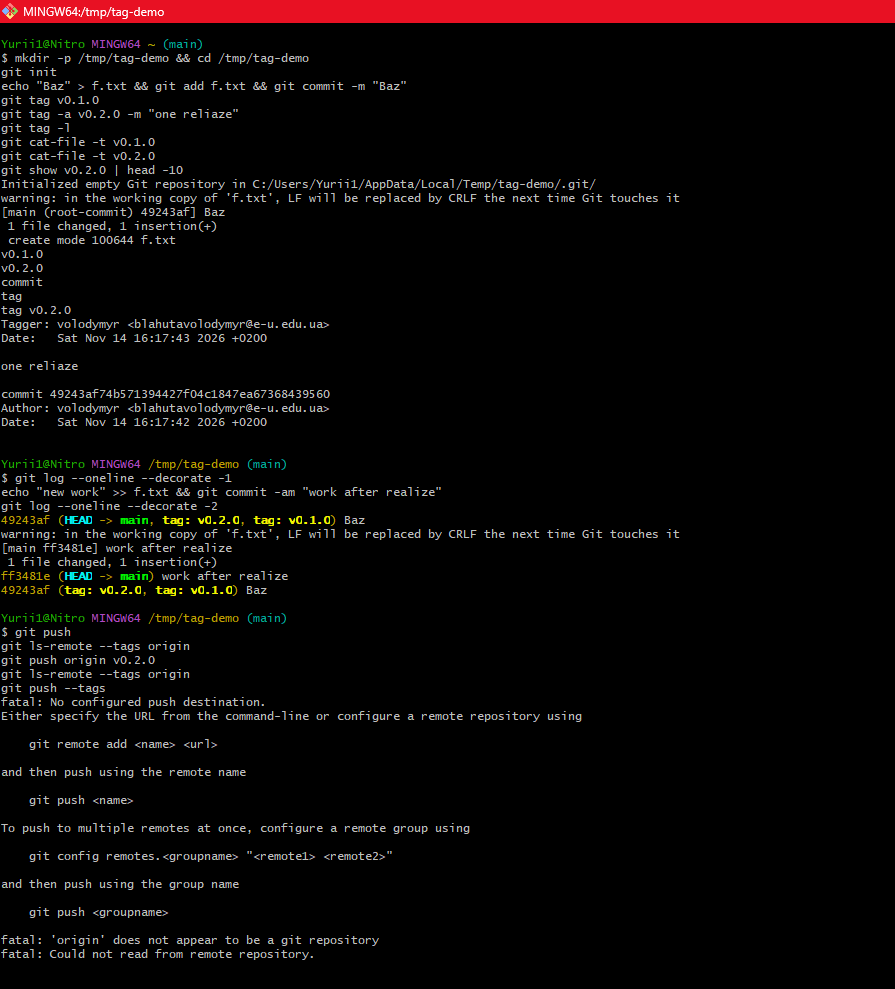 MINGW64:/tmp/tag-demo
Yurii1@Nitro MINGW64 ~ (main)
$ mkdir -p /tmp/tag-demo && cd /tmp/tag-demo
git init
echo "Baz" > f.txt && git add f.txt && git commit -m "Baz"
git tag v0.1.0
git tag -a v0.2.0 -m "one reliaze"
git tag -l
git cat-file -t v0.1.0
git cat-file -t v0.2.0
git show v0.2.0 | head -10
Initialized empty Git repository in C:/Users/Yurii1/AppData/Local/Temp/tag-demo/.git/
warning: in the working copy of 'f.txt', LF will be replaced by CRLF the next time Git touches it
[main (root-commit) 49243af] Baz
 1 file changed, 1 insertion(+)
 create mode 100644 f.txt
v0.1.0
v0.2.0
commit
tag
tag v0.2.0
Tagger: volodymyr <blahutavolodymyr@e-u.edu.ua>
Date:   Sat Nov 14 16:17:43 2026 +0200

one reliaze

commit 49243af74b571394427f04c1847ea67368439560
Author: volodymyr <blahutavolodymyr@e-u.edu.ua>
Date:   Sat Nov 14 16:17:42 2026 +0200

Yurii1@Nitro MINGW64 /tmp/tag-demo (main)
$ git log --oneline --decorate -1
echo "new work" >> f.txt && git commit -am "work after realize"
git log --oneline --decorate -2
49243af (HEAD -> main, tag: v0.2.0, tag: v0.1.0) Baz
warning: in the working copy of 'f.txt', LF will be replaced by CRLF the next time Git touches it
[main ff3481e] work after realize
 1 file changed, 1 insertion(+)
ff3481e (HEAD -> main) work after realize
49243af (tag: v0.2.0, tag: v0.1.0) Baz

Yurii1@Nitro MINGW64 /tmp/tag-demo (main)
$ git push
git ls-remote --tags origin
git push origin v0.2.0
git ls-remote --tags origin
git push --tags
fatal: No configured push destination.
Either specify the URL from the command-line or configure a remote repository using

    git remote add <name> <url>

and then push using the remote name

    git push <name>

To push to multiple remotes at once, configure a remote group using

    git config remotes.<groupname> "<remote1> <remote2>"

and then push using the group name

    git push <groupname>

fatal: 'origin' does not appear to be a git repository
fatal: Could not read from remote repository.